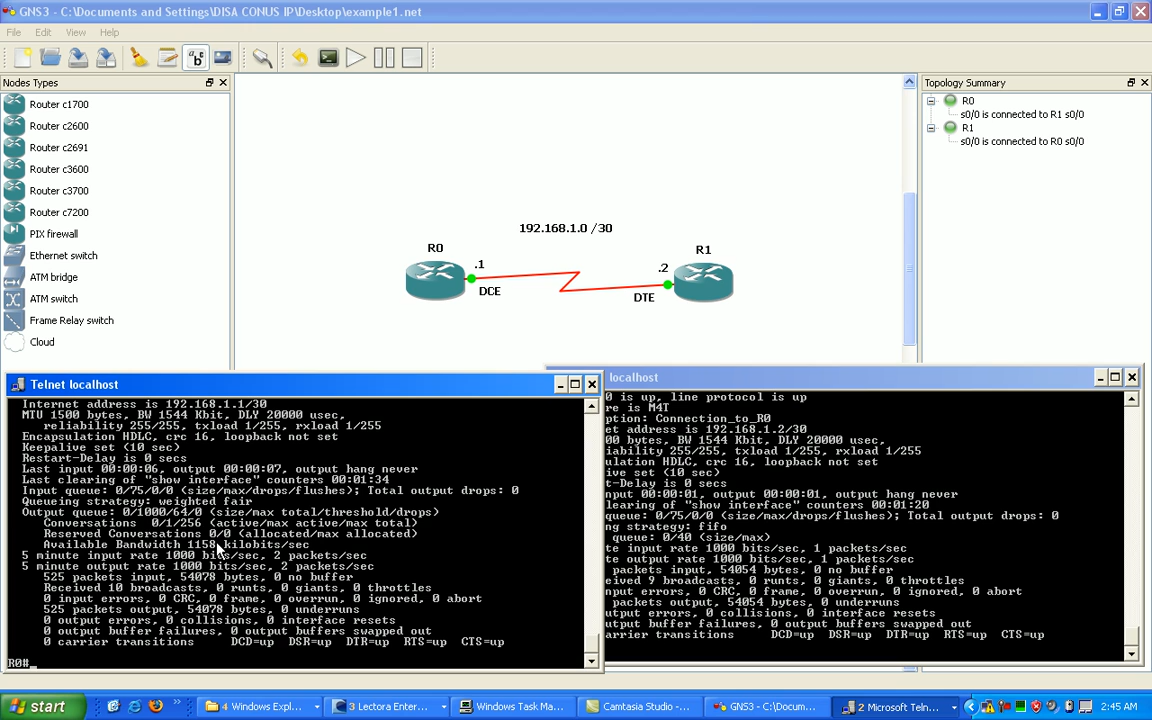 GNS3 - C:\Documents and Settings\DISA CONUS IP\Desktop\example1.net
File Edit View Help
Nodes Types
Router c1700
Router c2600
Router c2691
Router c3600
Router c3700
Router c7200
PIX firewall
Ethernet switch
ATM bridge
ATM switch
Frame Relay switch
Cloud
192.168.1.0 /30
R0
.1
DCE
R1
.2
DTE
Topology Summary
R0
s0/0 is connected to R1 s0/0
R1
s0/0 is connected to R0 s0/0
Telnet localhost
Internet address is 192.168.1.1/30
MTU 1500 bytes, BW 1544 Kbit, DLY 20000 usec,
reliability 255/255, txload 1/255, rxload 1/255
Encapsulation HDLC, crc 16, loopback not set
Keepalive set (10 sec)
Restart-Delay is 0 secs
Last input 00:00:06, output 00:00:07, output hang never
Last clearing of "show interface" counters 00:01:34
Input queue: 0/75/0/0 (size/max/drops/flushes); Total output drops: 0
Queueing strategy: weighted fair
Output queue: 0/1000/64/0 (size/max total/threshold/drops)
Conversations 0/1/256 (active/max active/max total)
Reserved Conversations 0/0 (allocated/max allocated)
Available Bandwidth 1158 kilobits/sec
5 minute input rate 1000 bits/sec, 2 packets/sec
5 minute output rate 1000 bits/sec, 2 packets/sec
525 packets input, 54078 bytes, 0 no buffer
Received 10 broadcasts, 0 runts, 0 giants, 0 throttles
0 input errors, 0 CRC, 0 frame, 0 overrun, 0 ignored, 0 abort
525 packets output, 54078 bytes, 0 underruns
0 output errors, 0 collisions, 0 interface resets
0 output buffer failures, 0 output buffers swapped out
0 carrier transitions DCD=up DSR=up DTR=up RTS=up CTS=up
R0#
localhost
0 is up, line protocol is up
re is M4T
ption: Connection_to_R0
et address is 192.168.1.2/30
00 bytes, BW 1544 Kbit, DLY 20000 usec,
iability 255/255, txload 1/255, rxload 1/255
ulation HDLC, crc 16, loopback not set
ive set (10 sec)
t-Delay is 0 secs
nput 00:00:01, output 00:00:01, output hang never
learing of "show interface" counters 00:01:20
queue: 0/75/0/0 (size/max/drops/flushes); Total output drops: 0
ng strategy: fifo
queue: 0/40 (size/max)
te input rate 1000 bits/sec, 1 packets/sec
te output rate 1000 bits/sec, 1 packets/sec
packets input, 54054 bytes, 0 no buffer
eived 9 broadcasts, 0 runts, 0 giants, 0 throttles
nput errors, 0 CRC, 0 frame, 0 overrun, 0 ignored, 0 abort
packets output, 54054 bytes, 0 underruns
utput errors, 0 collisions, 0 interface resets
utput buffer failures, 0 output buffers swapped out
arrier transitions DCD=up DSR=up DTR=up RTS=up CTS=up
start
4 Windows Expl...
3 Lectora Enter...
Windows Task Ma...
Camtasia Studio -...
GNS3 - C:\Docum...
2 Microsoft Teln...
2:45 AM